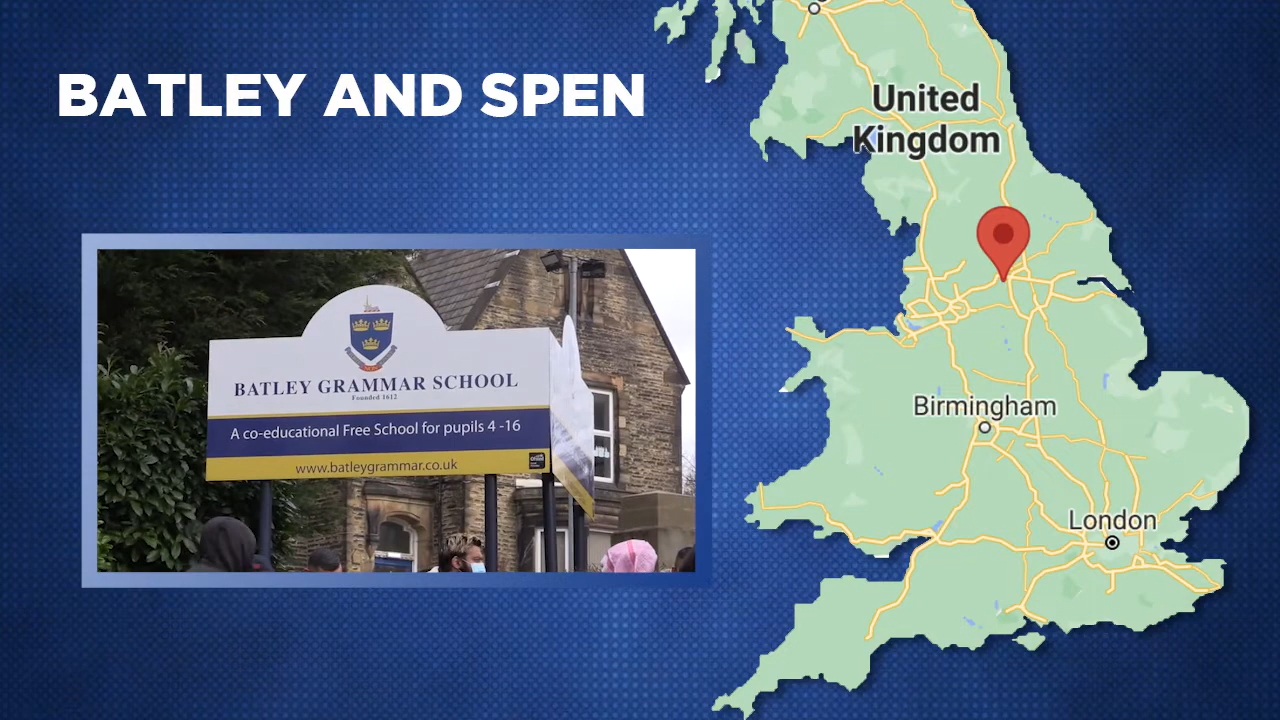 BATLEY AND SPEN
United
Kingdom
BATLEY GRAMMAR SCHOOL
Founded 1612
A co-educational Free School for pupils 4 -16
www.batleygrammar.co.uk
Birmingham
London